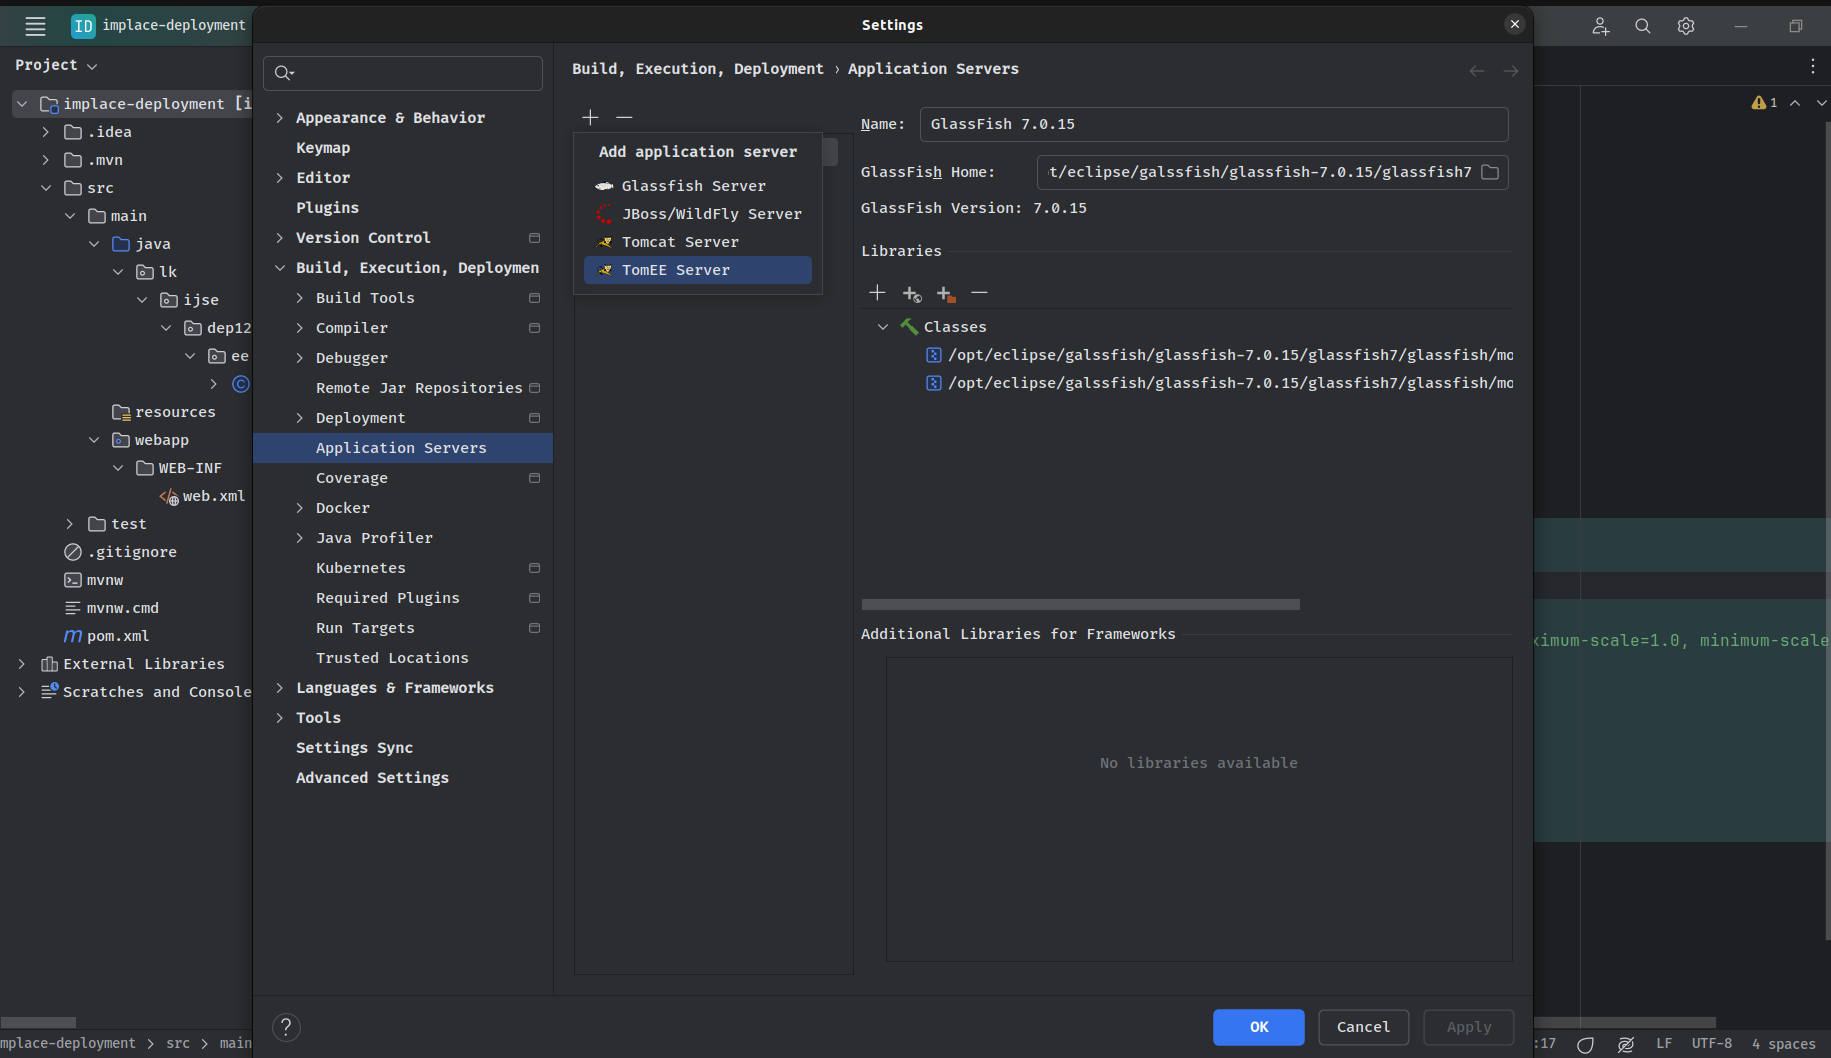 ID implace-deployment
Settings
Project
implace-deployment [i
.idea
.mvn
src
main
java
lk
ijse
dep12
ee
resources
webapp
WEB-INF
web.xml
test
.gitignore
mvnw
mvnw.cmd
pom.xml
External Libraries
Scratches and Console
Appearance & Behavior
Keymap
Editor
Plugins
Version Control
Build, Execution, Deploymen
Build Tools
Compiler
Debugger
Remote Jar Repositories
Deployment
Application Servers
Coverage
Docker
Java Profiler
Kubernetes
Required Plugins
Run Targets
Trusted Locations
Languages & Frameworks
Tools
Settings Sync
Advanced Settings
Build, Execution, Deployment › Application Servers
Add application server
Glassfish Server
JBoss/WildFly Server
Tomcat Server
TomEE Server
Name: GlassFish 7.0.15
GlassFish Home: t/eclipse/galssfish/glassfish-7.0.15/glassfish7
GlassFish Version: 7.0.15
Libraries
Classes
/opt/eclipse/galssfish/glassfish-7.0.15/glassfish7/glassfish/mo
/opt/eclipse/galssfish/glassfish-7.0.15/glassfish7/glassfish/mo
Additional Libraries for Frameworks
No libraries available
? OK Cancel Apply
1
ximum-scale=1.0, minimum-scale
mplace-deployment > src > main
:17 LF UTF-8 4 spaces